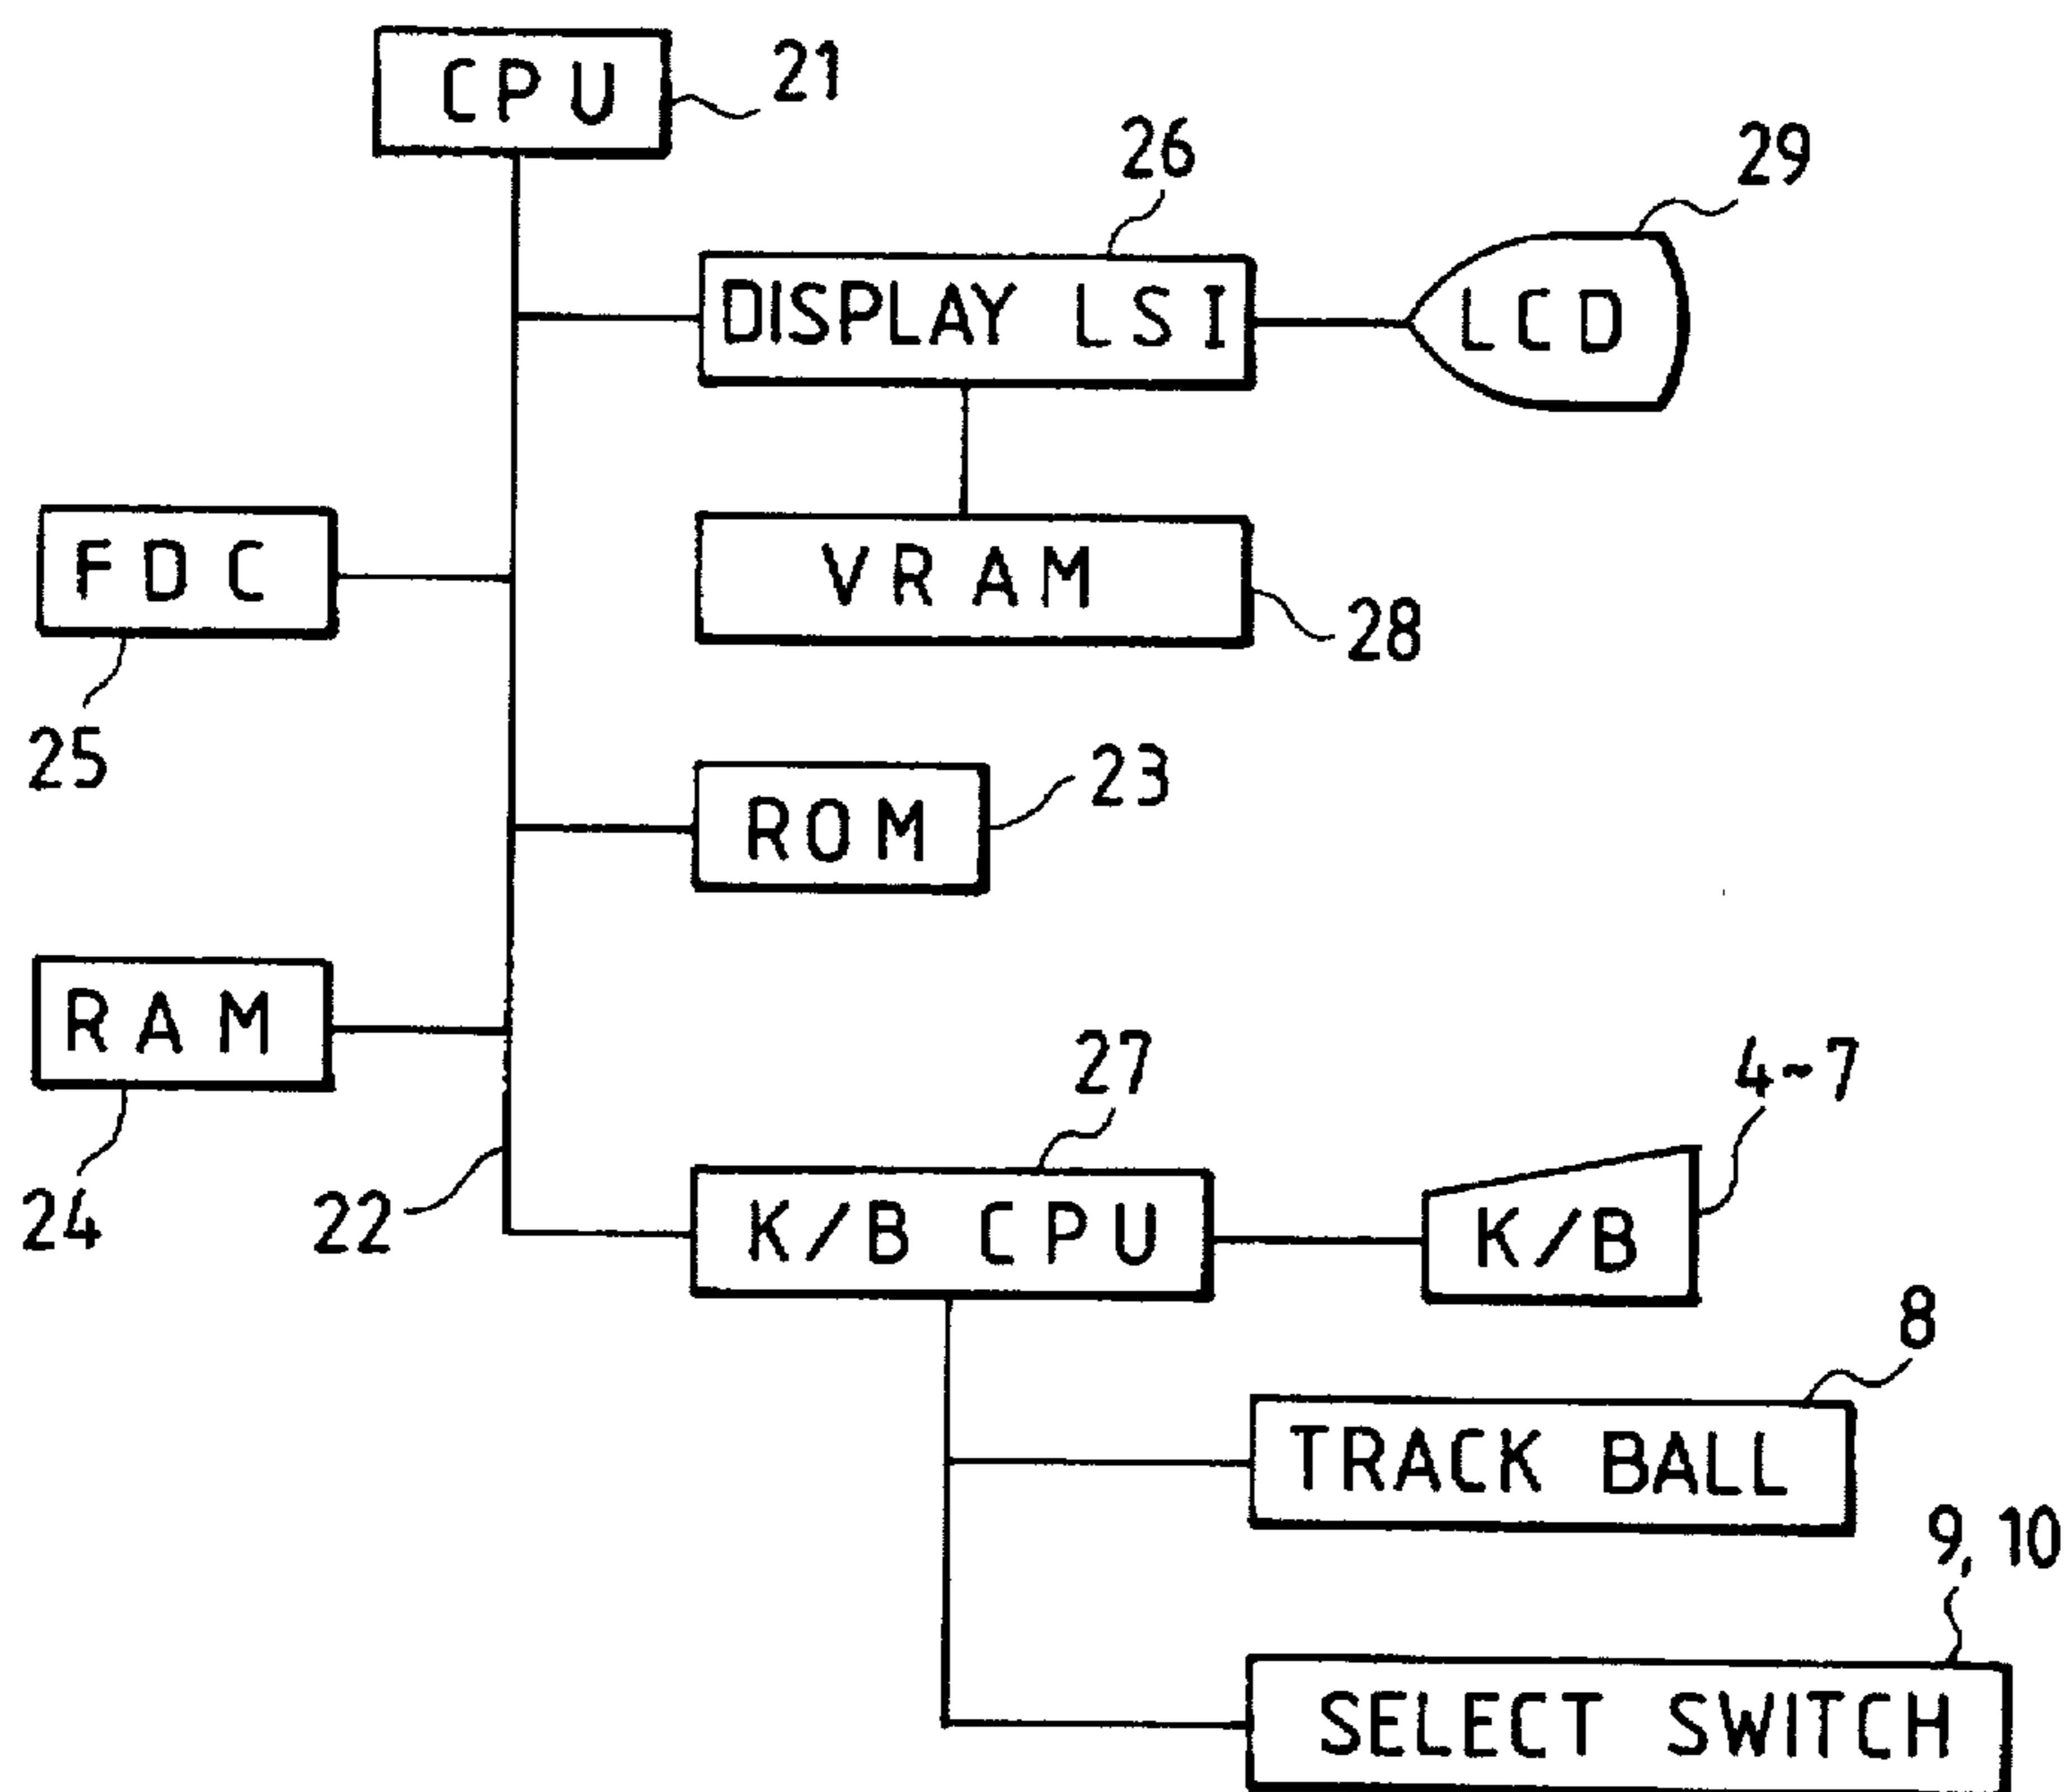 CPU
21
26
29
DISPLAY LSI
LCD
FDC
VRAM
28
25
23
ROM
RAM
27
4~7
24
22
K/B CPU
K/B
8
TRACK BALL
9, 10
SELECT SWITCH